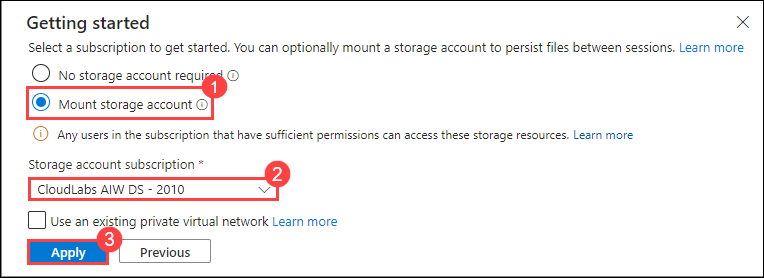 Getting started
Select a subscription to get started. You can optionally mount a storage account to persist files between sessions. Learn more
No storage account required
1
Mount storage account
Any users in the subscription that have sufficient permissions can access these storage resources. Learn more
Storage account subscription *
2
CloudLabs AIW DS - 2010
Use an existing private virtual network Learn more
3
Apply Previous